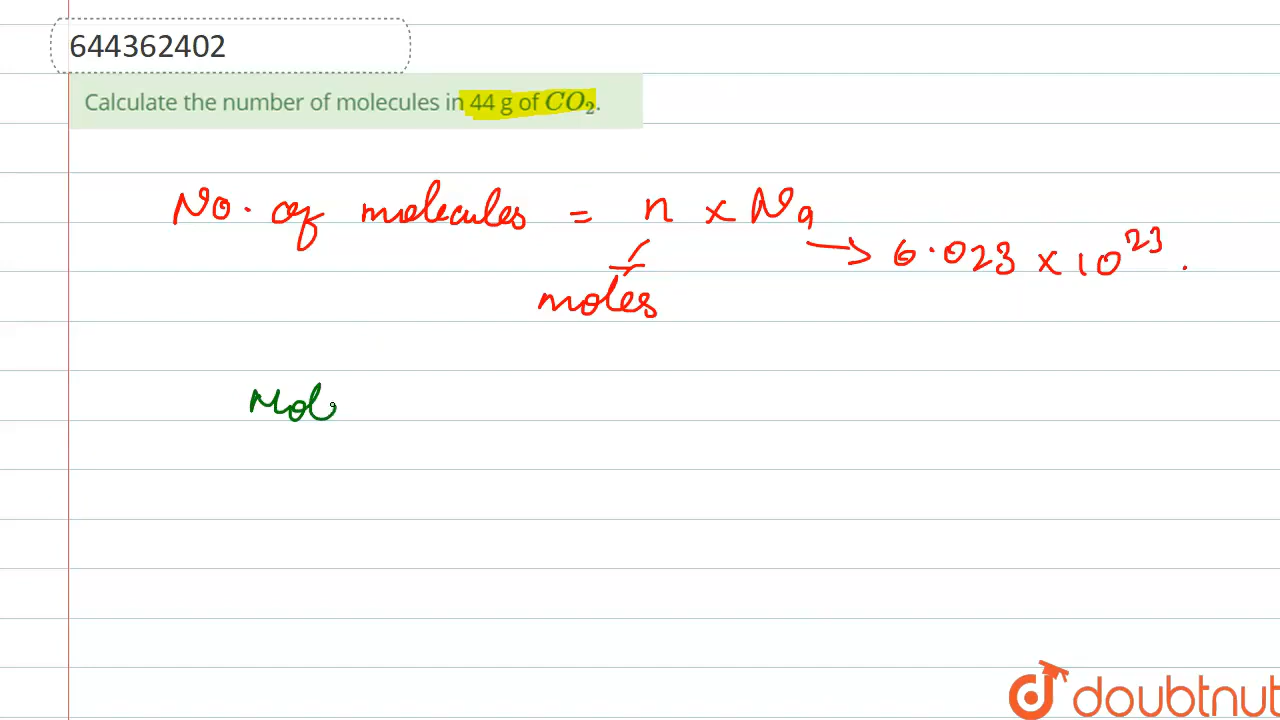 644362402
Calculate the number of molecules in 44 g of CO₂.
No. of molecules = n × Na
→ 6.023 × 10²³.
moles
Mol
doubtnut